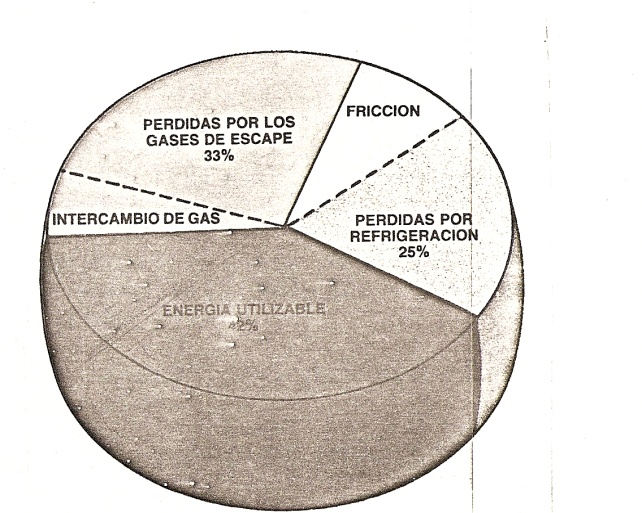 FRICCION
PERDIDAS POR LOS
GASES DE ESCAPE
33%
INTERCAMBIO DE GAS
PERDIDAS POR
REFRIGERACION
25%
ENERGIA UTILIZABLE
42%